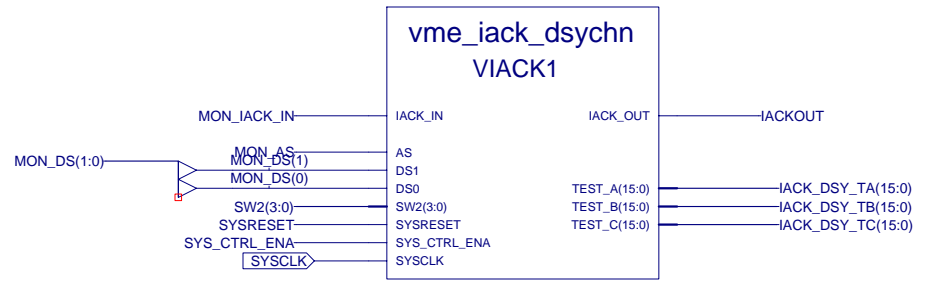 vme_iack_dsychn
VIACK1
MON_IACK_IN IACK_IN IACK_OUT IACKOUT
MON_AS AS
MON_DS(1:0) MON_DS(1) DS1
MON_DS(0) DS0 TEST_A(15:0) IACK_DSY_TA(15:0)
SW2(3:0) SW2(3:0) TEST_B(15:0) IACK_DSY_TB(15:0)
SYSRESET SYSRESET TEST_C(15:0) IACK_DSY_TC(15:0)
SYS_CTRL_ENA SYS_CTRL_ENA
SYSCLK SYSCLK